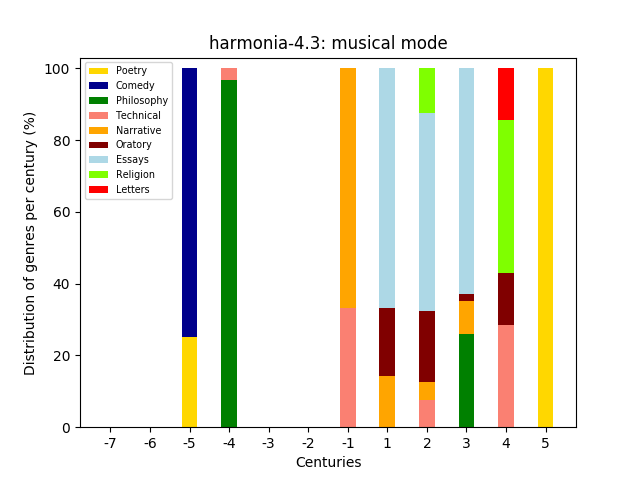 harmonia-4.3: musical mode
Distribution of genres per century (%)
100
80
60
40
20
0
Poetry
Comedy
Philosophy
Technical
Narrative
Oratory
Essays
Religion
Letters
-7 -6 -5 -4 -3 -2 -1 1 2 3 4 5
Centuries